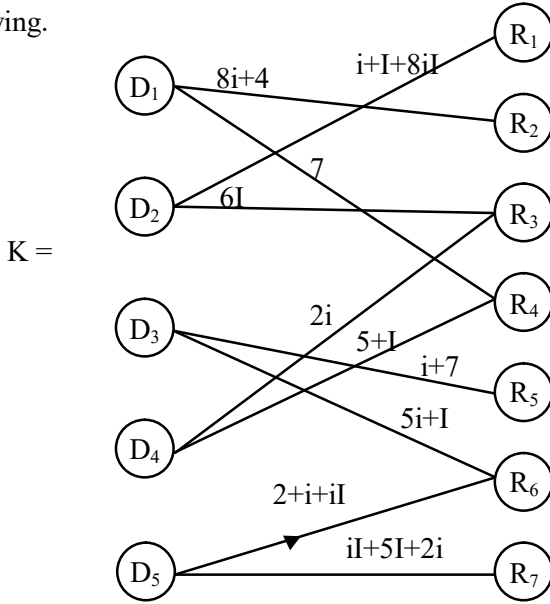 ving.
R1
i+I+8iI
D1
8i+4
R2
7
D2
6I
R3
K =
2i
R4
D3
5+I
i+7
R5
5i+I
D4
R6
2+i+iI
iI+5I+2i
D5
R7